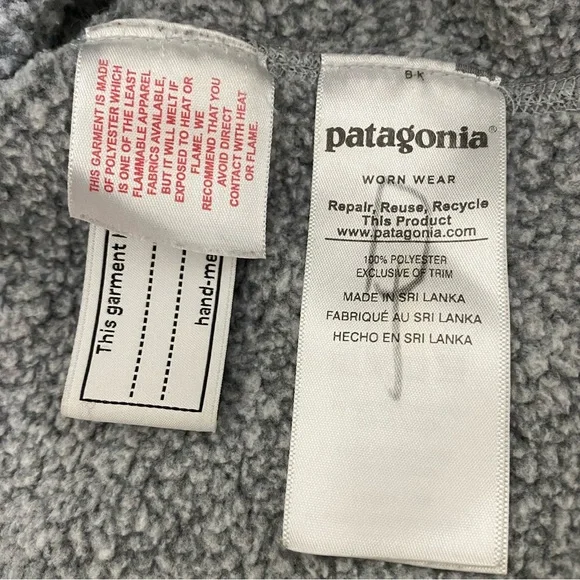 THIS GARMENT IS MADE
OF POLYESTER WHICH
IS ONE OF THE LEAST
FLAMMABLE APPAREL
FABRICS AVAILABLE,
BUT IT WILL MELT IF
EXPOSED TO HEAT OR
FLAME. WE
RECOMMEND THAT YOU
AVOID DIRECT
CONTACT WITH HEAT
OR FLAME.
This garment
hand-me
8K
patagonia®
WORN WEAR
Repair, Reuse, Recycle
This Product
www.patagonia.com
100% POLYESTER
EXCLUSIVE OF TRIM
MADE IN SRI LANKA
FABRIQUÉ AU SRI LANKA
HECHO EN SRI LANKA